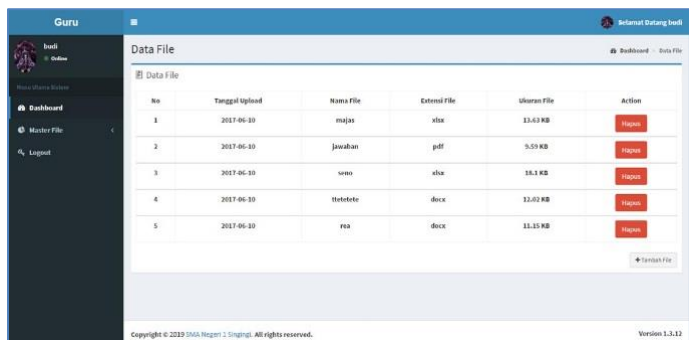 Guru
Selamat Datang budi
budi
Online
Menu Utama Sistem
Dashboard
Master File
Logout
Data File
Dashboard > Data File
Data File
No Tanggal Upload Nama File Extensi File Ukuran File Action
1 2017-06-10 majas xlsx 13.63 KB Hapus
2 2017-06-10 jawaban pdf 9.59 KB Hapus
3 2017-06-10 seno xlsx 18.1 KB Hapus
4 2017-06-10 ttetetete docx 12.02 KB Hapus
5 2017-06-10 rea docx 11.15 KB Hapus
+ Tambah File
Copyright © 2019 SMA Negeri 1 Singingi. All rights reserved.
Version 1.3.12